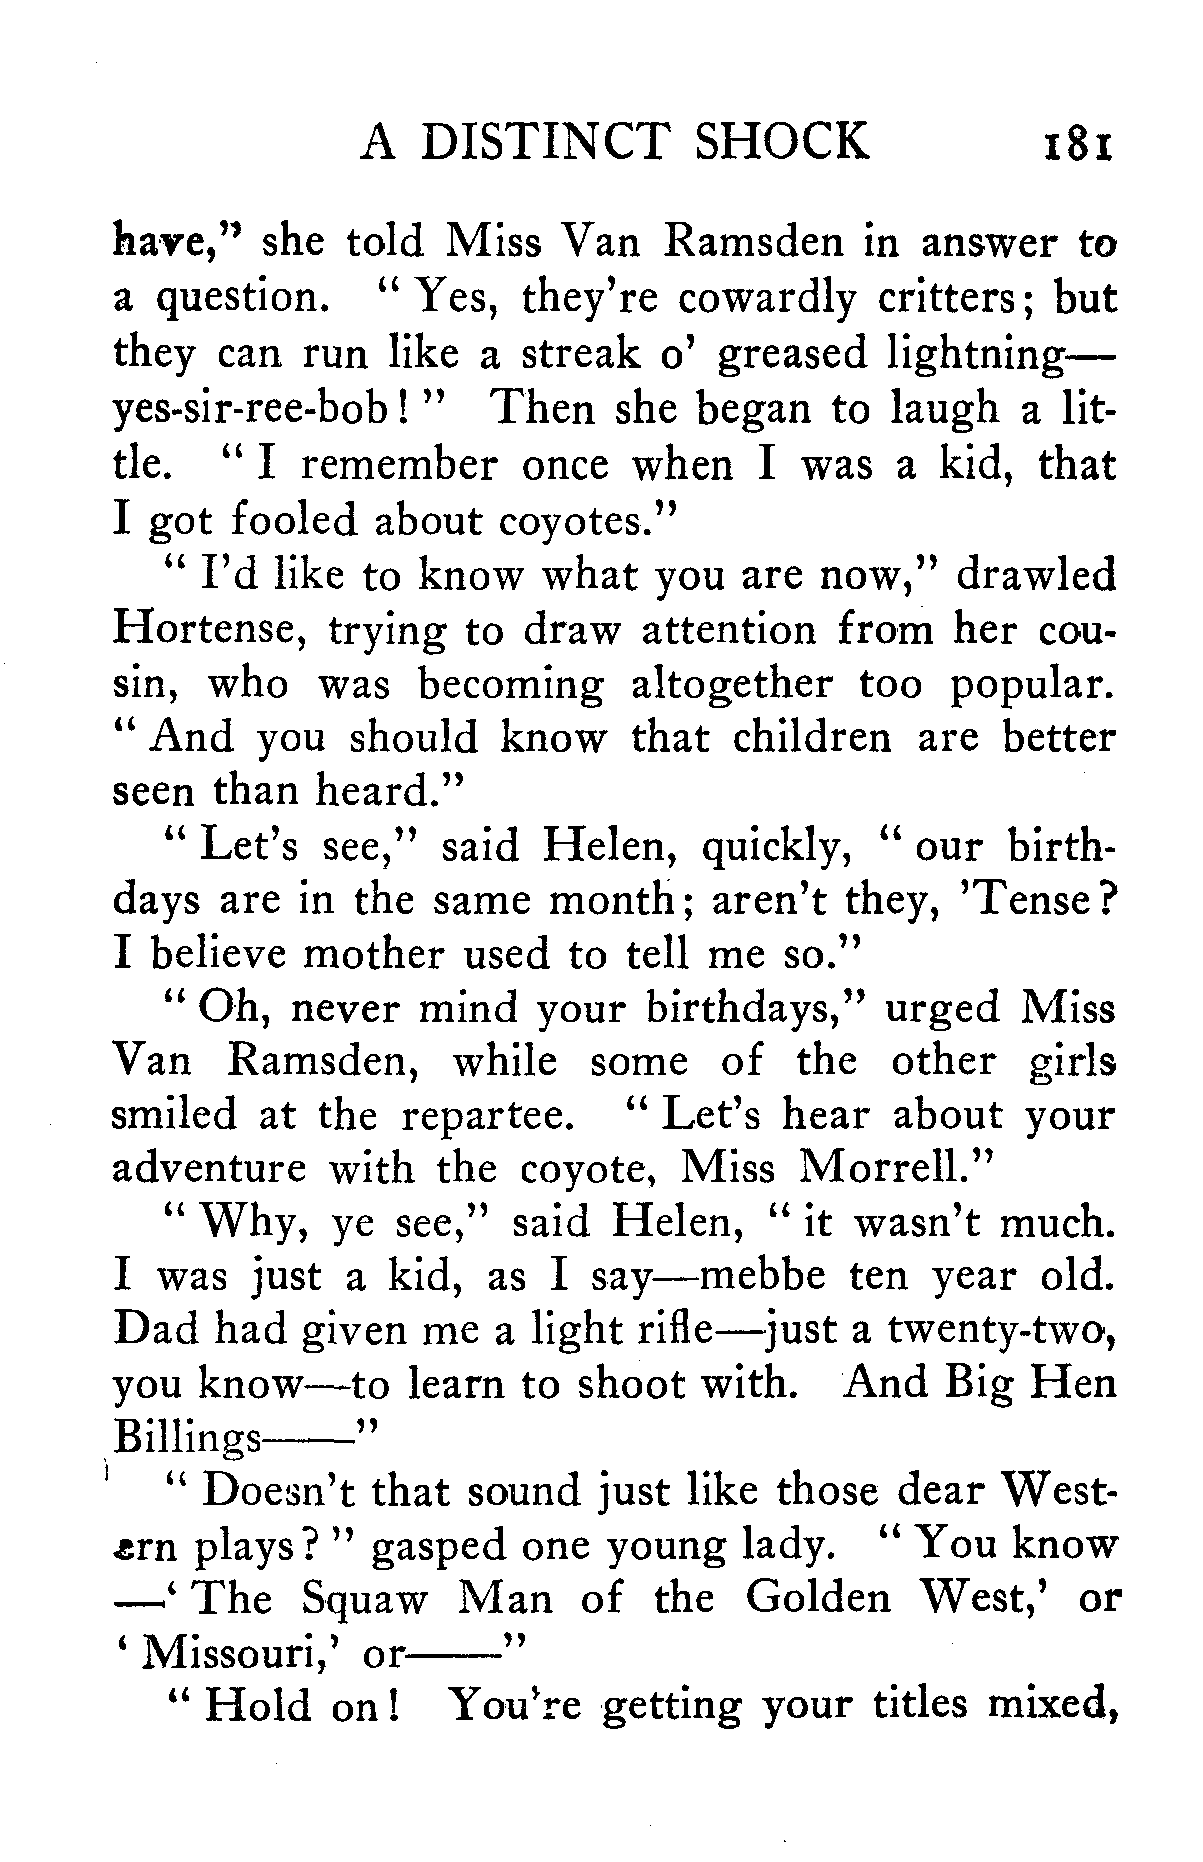 A DISTINCT SHOCK 181
have," she told Miss Van Ramsden in answer to
a question. " Yes, they're cowardly critters; but
they can run like a streak o' greased lightning—
yes-sir-ree-bob! " Then she began to laugh a lit-
tle. " I remember once when I was a kid, that
I got fooled about coyotes."
" I'd like to know what you are now," drawled
Hortense, trying to draw attention from her cou-
sin, who was becoming altogether too popular.
" And you should know that children are better
seen than heard."
" Let's see," said Helen, quickly, " our birth-
days are in the same month; aren't they, 'Tense?
I believe mother used to tell me so."
" Oh, never mind your birthdays," urged Miss
Van Ramsden, while some of the other girls
smiled at the repartee. " Let's hear about your
adventure with the coyote, Miss Morrell."
" Why, ye see," said Helen, " it wasn't much.
I was just a kid, as I say—mebbe ten year old.
Dad had given me a light rifle—just a twenty-two,
you know—to learn to shoot with. And Big Hen
Billings——"
" Doesn't that sound just like those dear West-
ern plays? " gasped one young lady. " You know
—' The Squaw Man of the Golden West,' or
' Missouri,' or——"
" Hold on! You're getting your titles mixed,